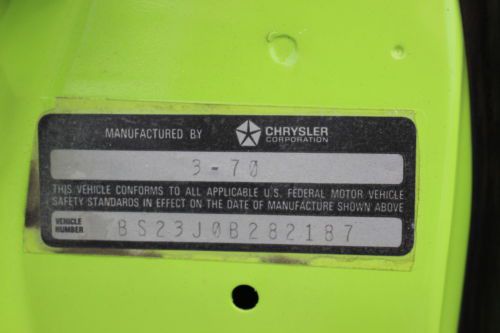 MANUFACTURED BY CHRYSLER CORPORATION
3-70
THIS VEHICLE CONFORMS TO ALL APPLICABLE U.S. FEDERAL MOTOR VEHICLE
SAFETY STANDARDS IN EFFECT ON THE DATE OF MANUFACTURE SHOWN ABOVE
VEHICLE NUMBER BS23J0B282187